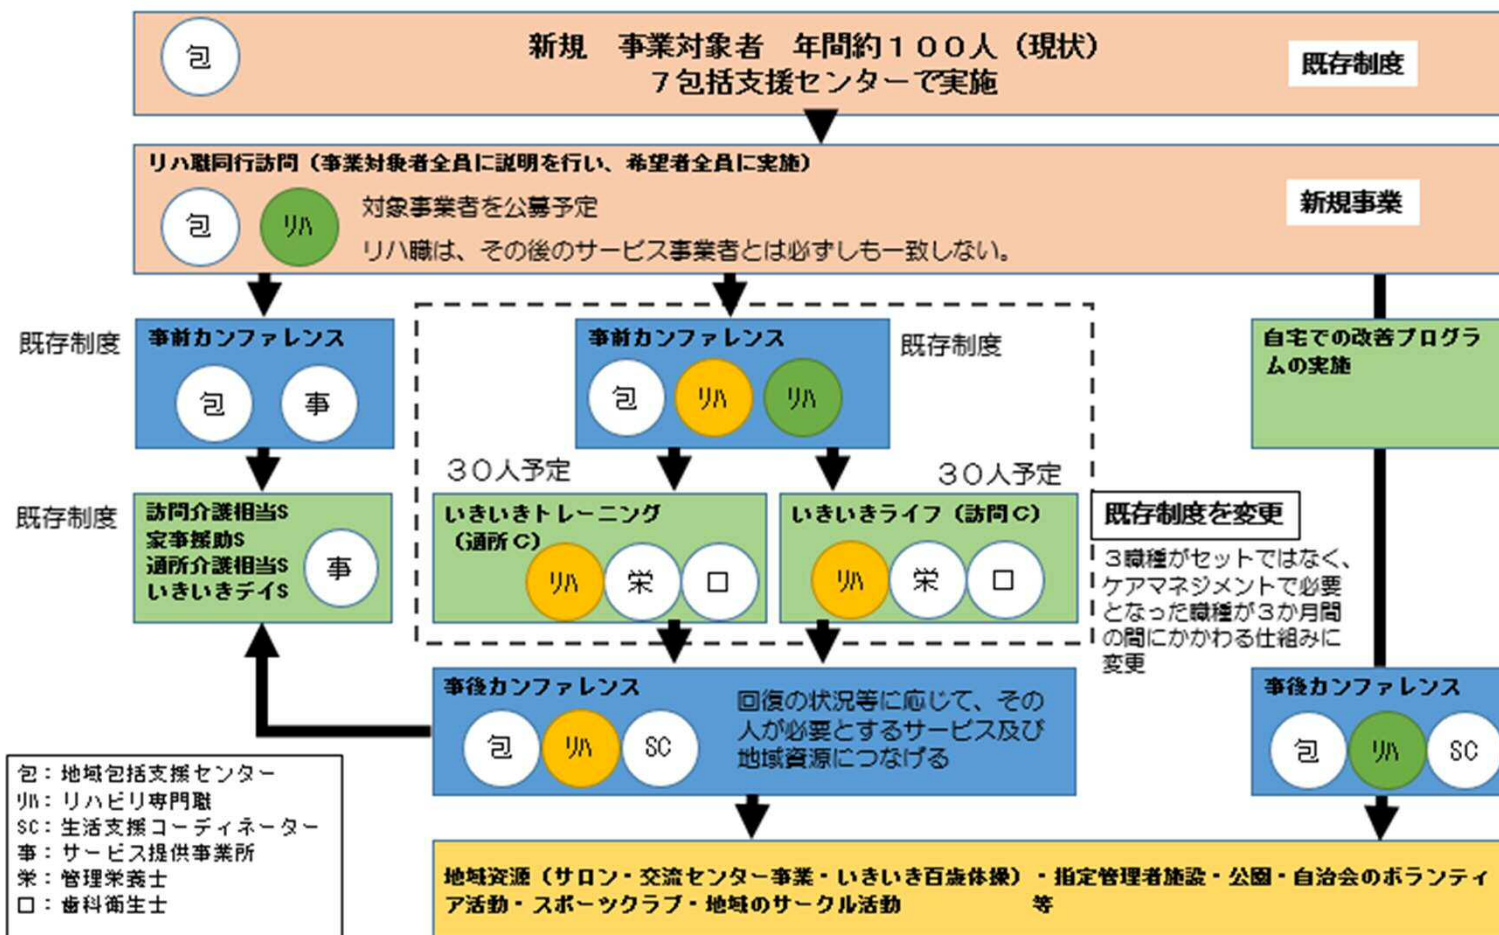 包
新規　事業対象者　年間約１００人（現状）
７包括支援センターで実施
既存制度
リハ職同行訪問（事業対象者全員に説明を行い、希望者全員に実施）
包
リハ
対象事業者を公募予定
リハ職は、その後のサービス事業者とは必ずしも一致しない。
新規事業
既存制度
事前カンファレンス
包
事
事前カンファレンス
包
リハ
リハ
既存制度
自宅での改善プログラ
ムの実施
３０人予定
３０人予定
既存制度
訪問介護相当S
家事援助S
通所介護相当S
いきいきデイS
事
いきいきトレーニング
（通所C）
リハ
栄
口
いきいきライフ（訪問C）
リハ
栄
口
既存制度を変更
３職種がセットではなく、
ケアマネジメントで必要
となった職種が３か月間
の間にかかわる仕組みに
変更
事後カンファレンス
包
リハ
SC
回復の状況等に応じて、その
人が必要とするサービス及び
地域資源につなげる
事後カンファレンス
包
リハ
SC
包：地域包括支援センター
リハ：リハビリ専門職
SC：生活支援コーディネーター
事：サービス提供事業所
栄：管理栄養士
口：歯科衛生士
地域資源（サロン・交流センター事業・いきいき百歳体操）・指定管理者施設・公園・自治会のボランティ
ア活動・スポーツクラブ・地域のサークル活動　　　　　等